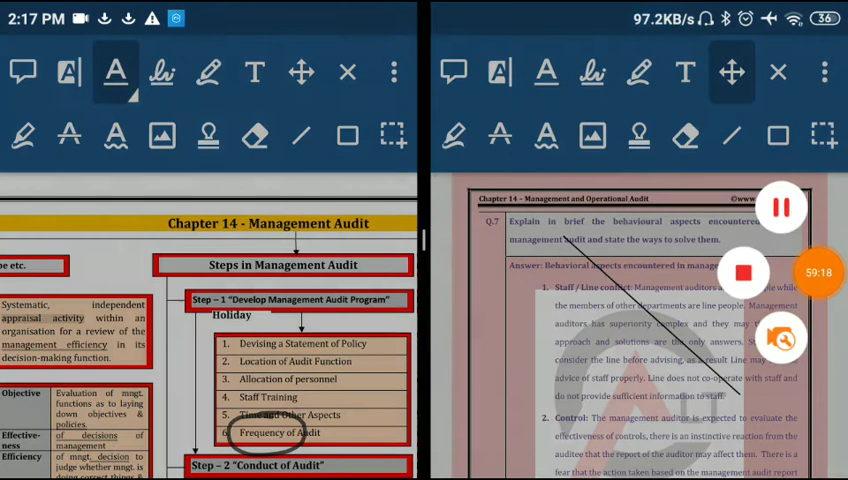 2:17 PM
97.2KB/s
36
Chapter 14 - Management Audit
pe etc.
Steps in Management Audit
Systematic, independent
appraisal activity within an
organisation for a review of the
management efficiency in its
decision-making function.
Objective Evaluation of mngt.
functions as to laying
down objectives &
policies.
Effective- of decisions of
ness management
Efficiency of mngt. decision to
judge whether mngt. is
doing correct things &
Step – 1 "Develop Management Audit Program"
Holiday
1. Devising a Statement of Policy
2. Location of Audit Function
3. Allocation of personnel
4. Staff Training
5. Time and Other Aspects
6. Frequency of Audit
Step – 2 "Conduct of Audit"
Chapter 14 – Management and Operational Audit ©www
Q.7 Explain in brief the behavioural aspects encountered
management audit and state the ways to solve them.
Answer: Behavioral aspects encountered in manage
1. Staff / Line conflict: Management auditors a while
the members of other departments are line people. Management
auditors has superiority complex and they may th
approach and solutions are the only answers. St
consider the line before advising, as a result Line may
advice of staff properly. Line does not co-operate with staff and
do not provide sufficient information to staff.
2. Control: The management auditor is expected to evaluate the
effectiveness of controls, there is an instinctive reaction from the
auditee that the report of the auditor may affect them. There is a
fear that the action taken based on the management audit report
59:18